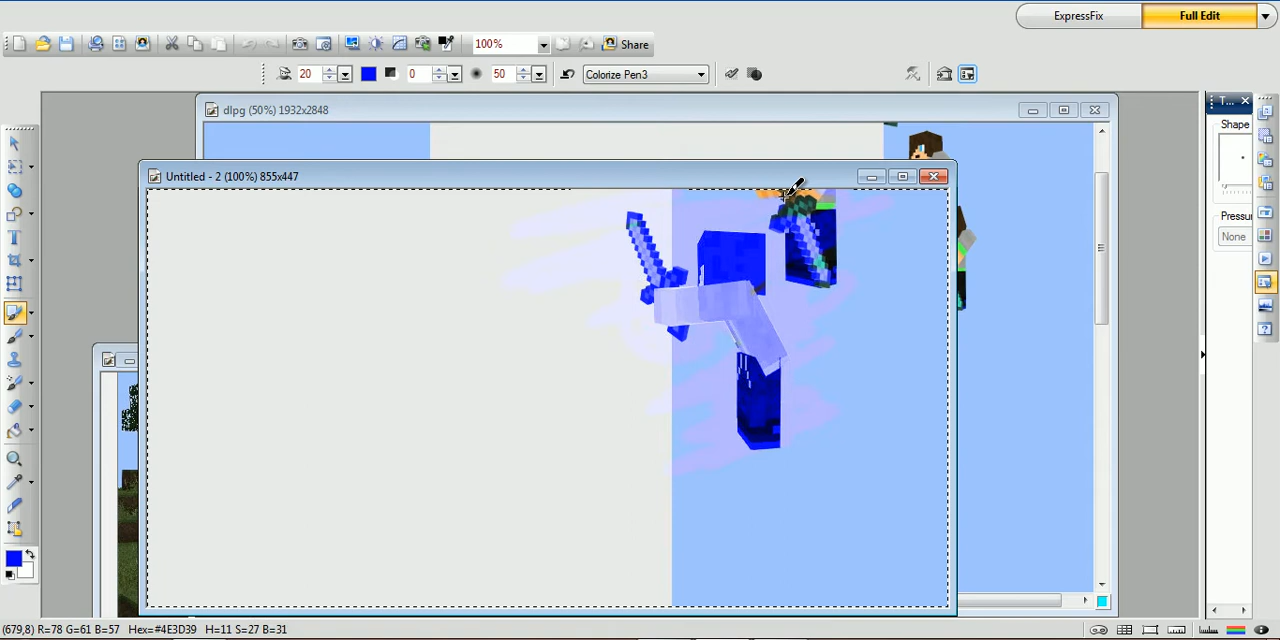 ExpressFix
Full Edit
100%
Share
20
0
50
Colorize Pen3
dlpg (50%) 1932x2848
T...
Shape
Untitled - 2 (100%) 855x447
Pressu
None
(679,8) R=78 G=61 B=57 Hex=#4E3D39 H=11 S=27 B=31